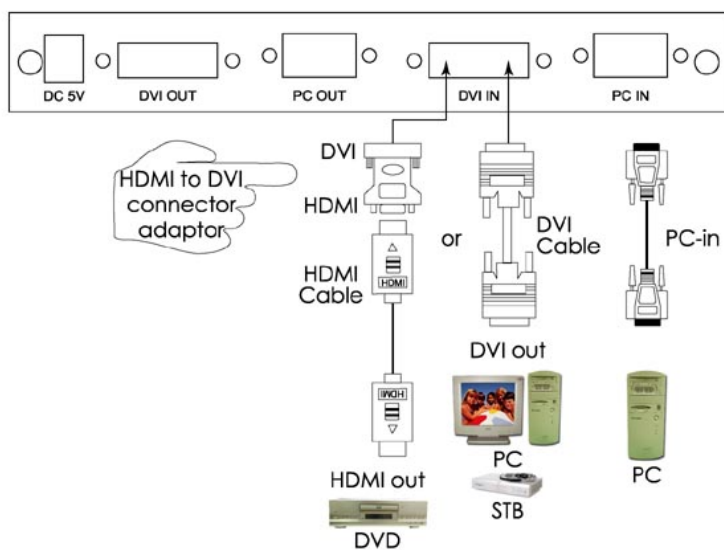 DC 5V
DVI OUT
PC OUT
DVI IN
PC IN
DVI
HDMI to DVI
connector
adaptor
HDMI
HDMI
Cable
HDMI
or
DVI
Cable
PC-in
HDMI
DVI out
HDMI out
DVD
PC
STB
PC